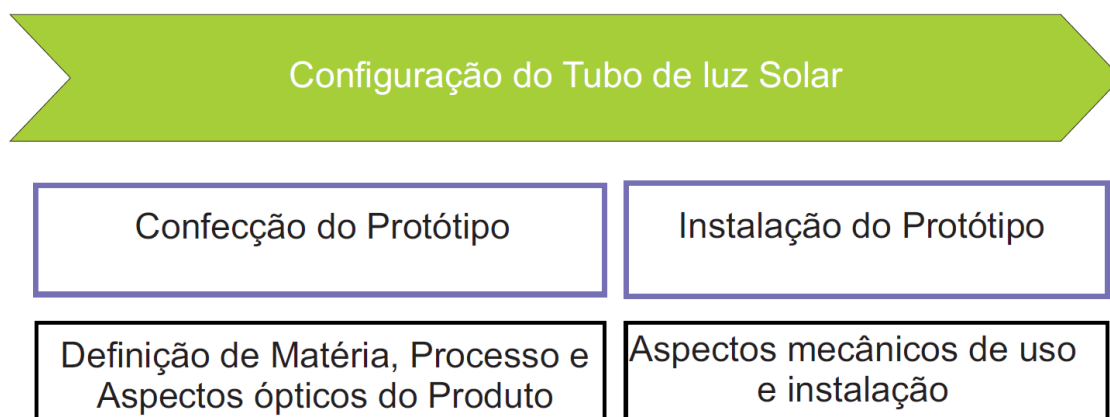 Configuração do Tubo de luz Solar
Confecção do Protótipo
Instalação do Protótipo
Definição de Matéria, Processo e
Aspectos ópticos do Produto
Aspectos mecânicos de uso
e instalação